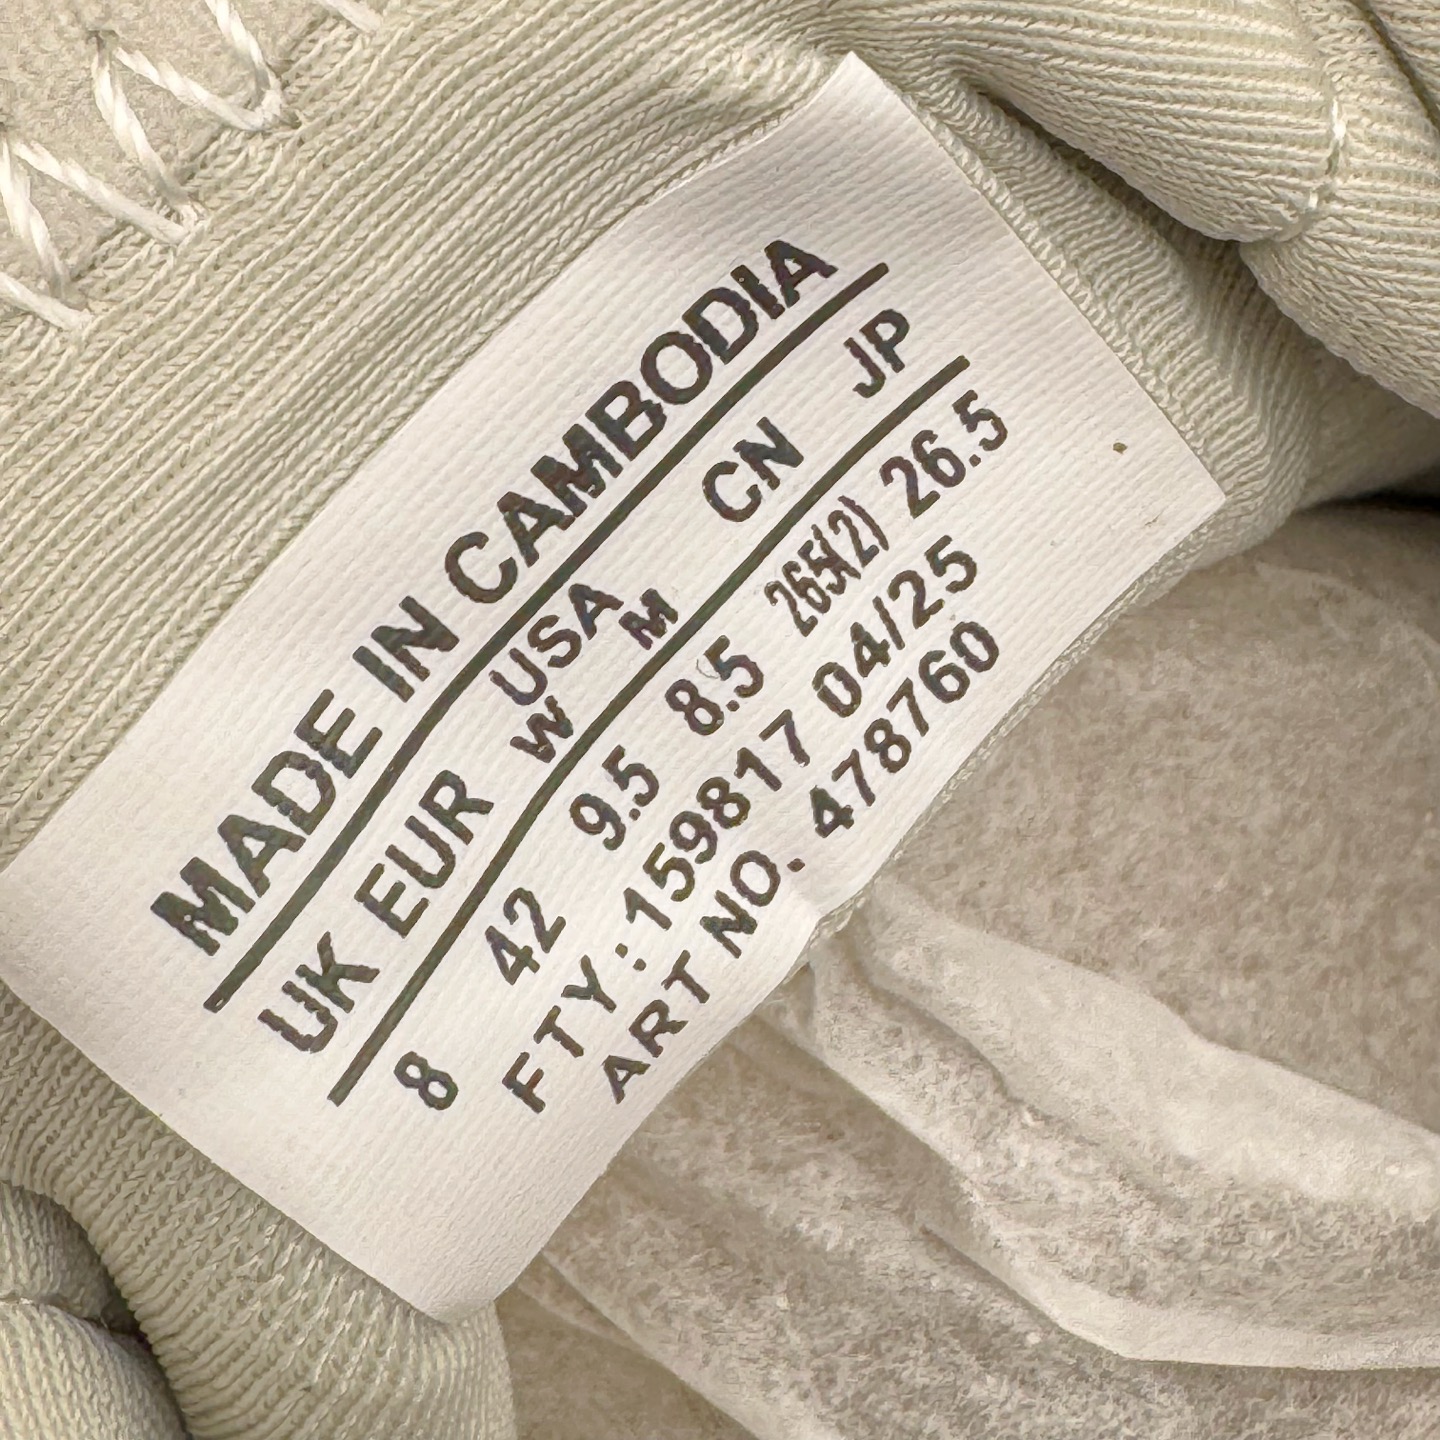 MADE IN CAMBODIA
UK EUR USA CN JP
W M
8 42 9.5 8.5 265(2) 26.5
FTY:159817 04/25
ART NO. 478760